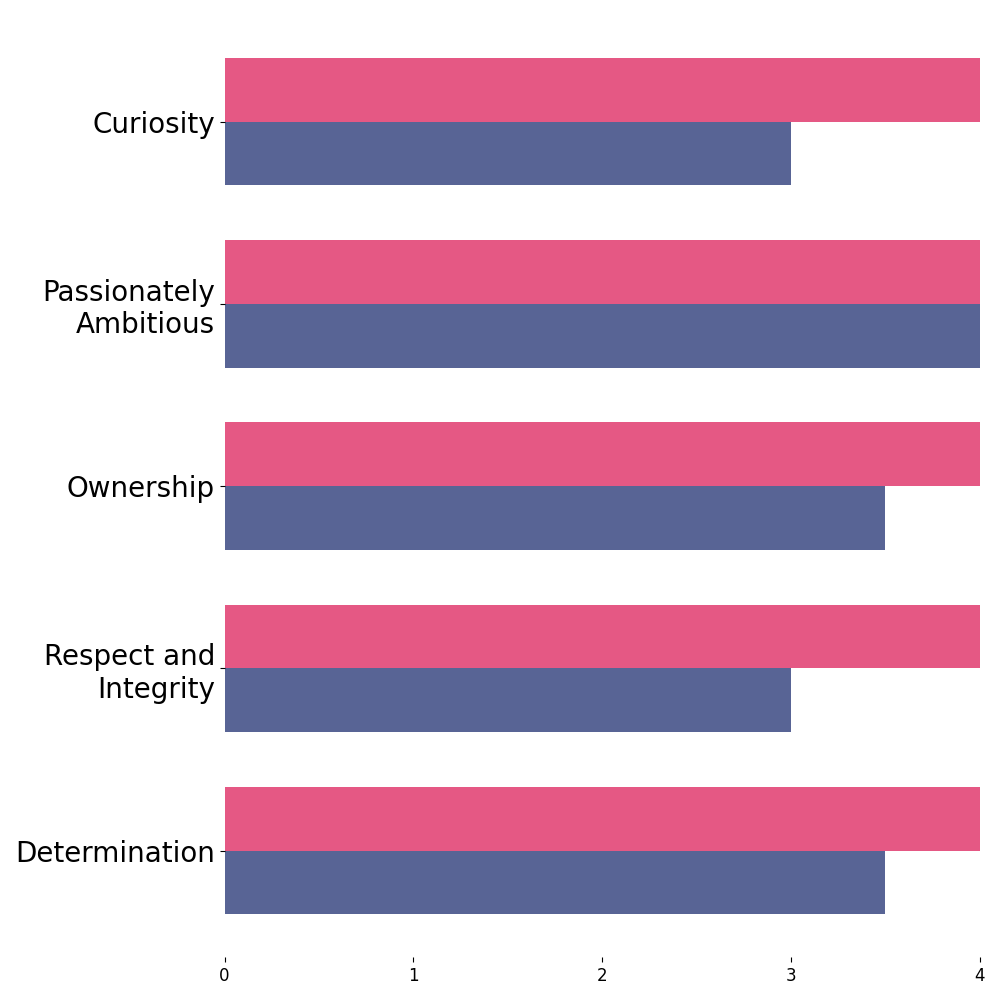 Curiosity
Passionately
Ambitious
Ownership
Respect and
Integrity
Determination
0 1 2 3 4